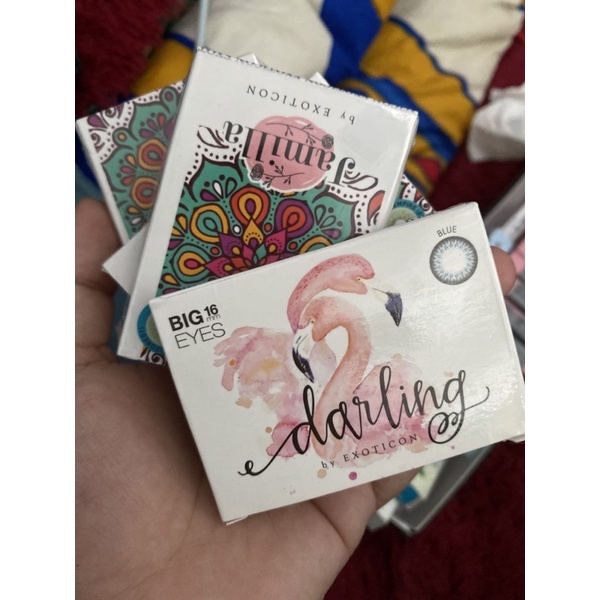 by EXOTICON
Jamilla
BLUE
BIG 16
mm
EYES
darling
by EXOTICON